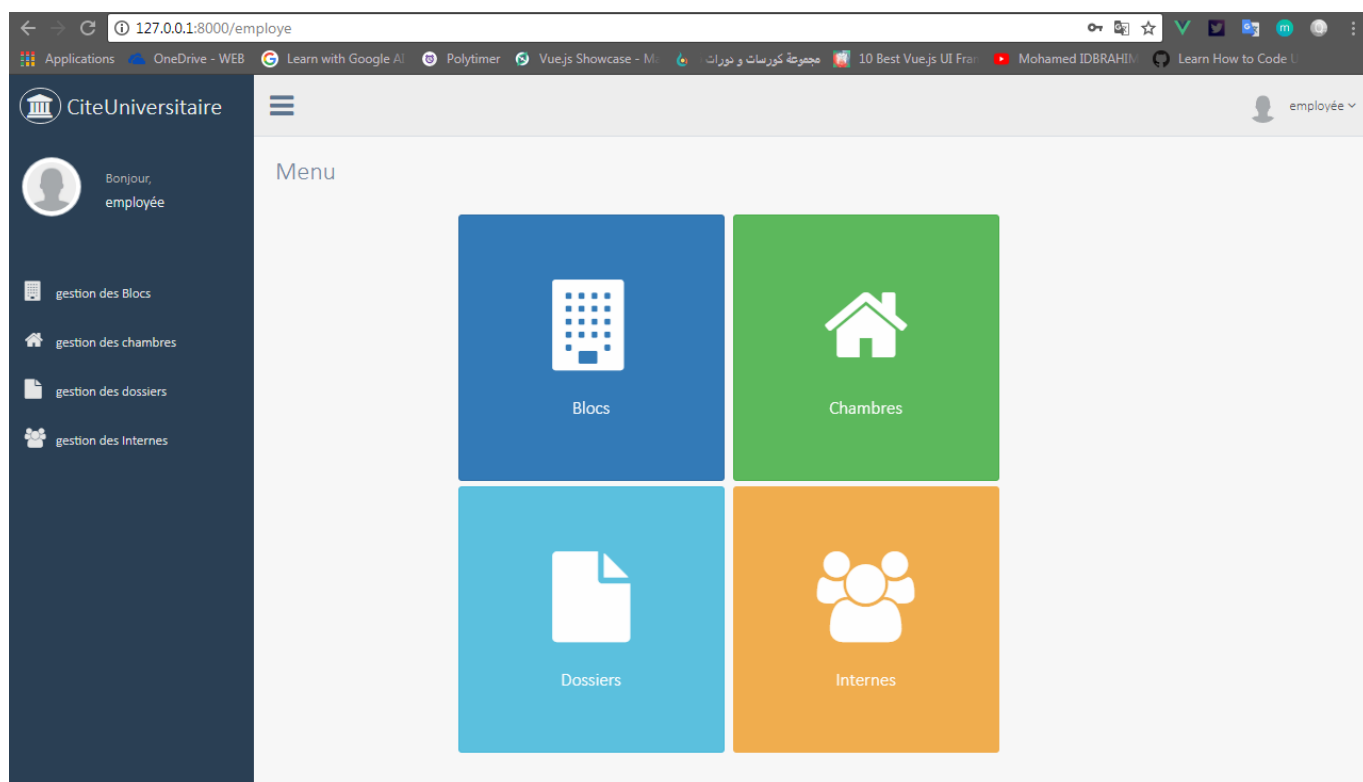 127.0.0.1:8000/employe
Applications OneDrive - WEB Learn with Google AI Polytimer Vue.js Showcase - M مجموعة كورسات و دورات 10 Best Vue.js UI Fran Mohamed IDBRAHIM Learn How to Code U
CiteUniversitaire
employée
Bonjour,
employée
Menu
gestion des Blocs
gestion des chambres
gestion des dossiers
gestion des Internes
Blocs
Chambres
Dossiers
Internes